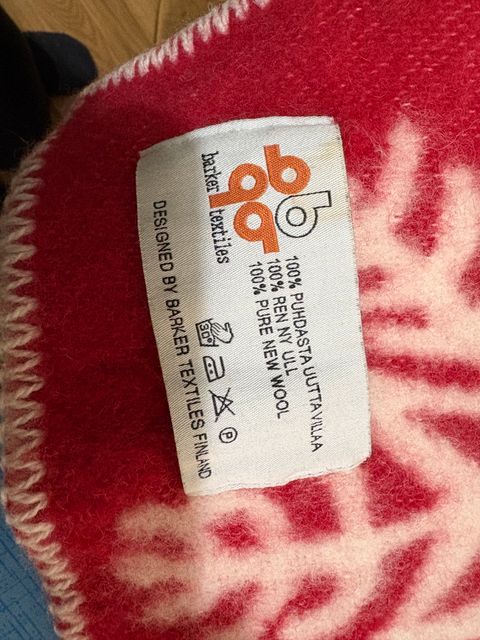 barker textiles
100% PUHDASTA UUTTA VILLAA
100% REN NY ULL
100% PURE NEW WOOL
30°
P
DESIGNED BY BARKER TEXTILES FINLAND